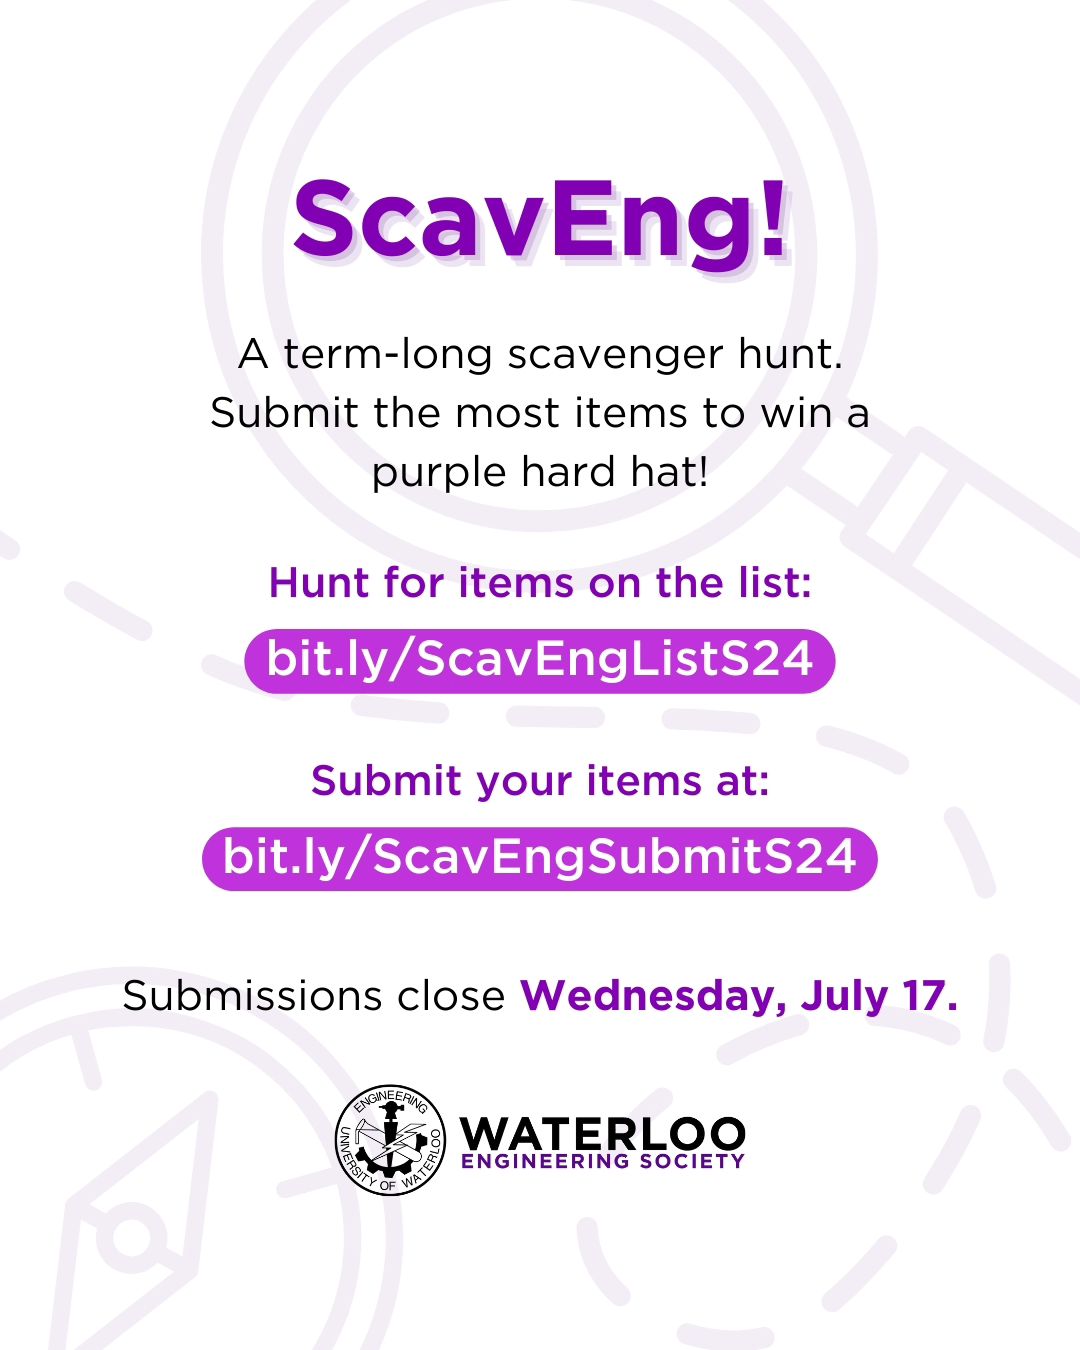 ScavEng!
A term-long scavenger hunt.
Submit the most items to win a
purple hard hat!
Hunt for items on the list:
bit.ly/ScavEngListS24
Submit your items at:
bit.ly/ScavEngSubmitS24
Submissions close Wednesday, July 17.
ENGINEERING
UNIVERSITY OF WATERLOO
WATERLOO
ENGINEERING SOCIETY